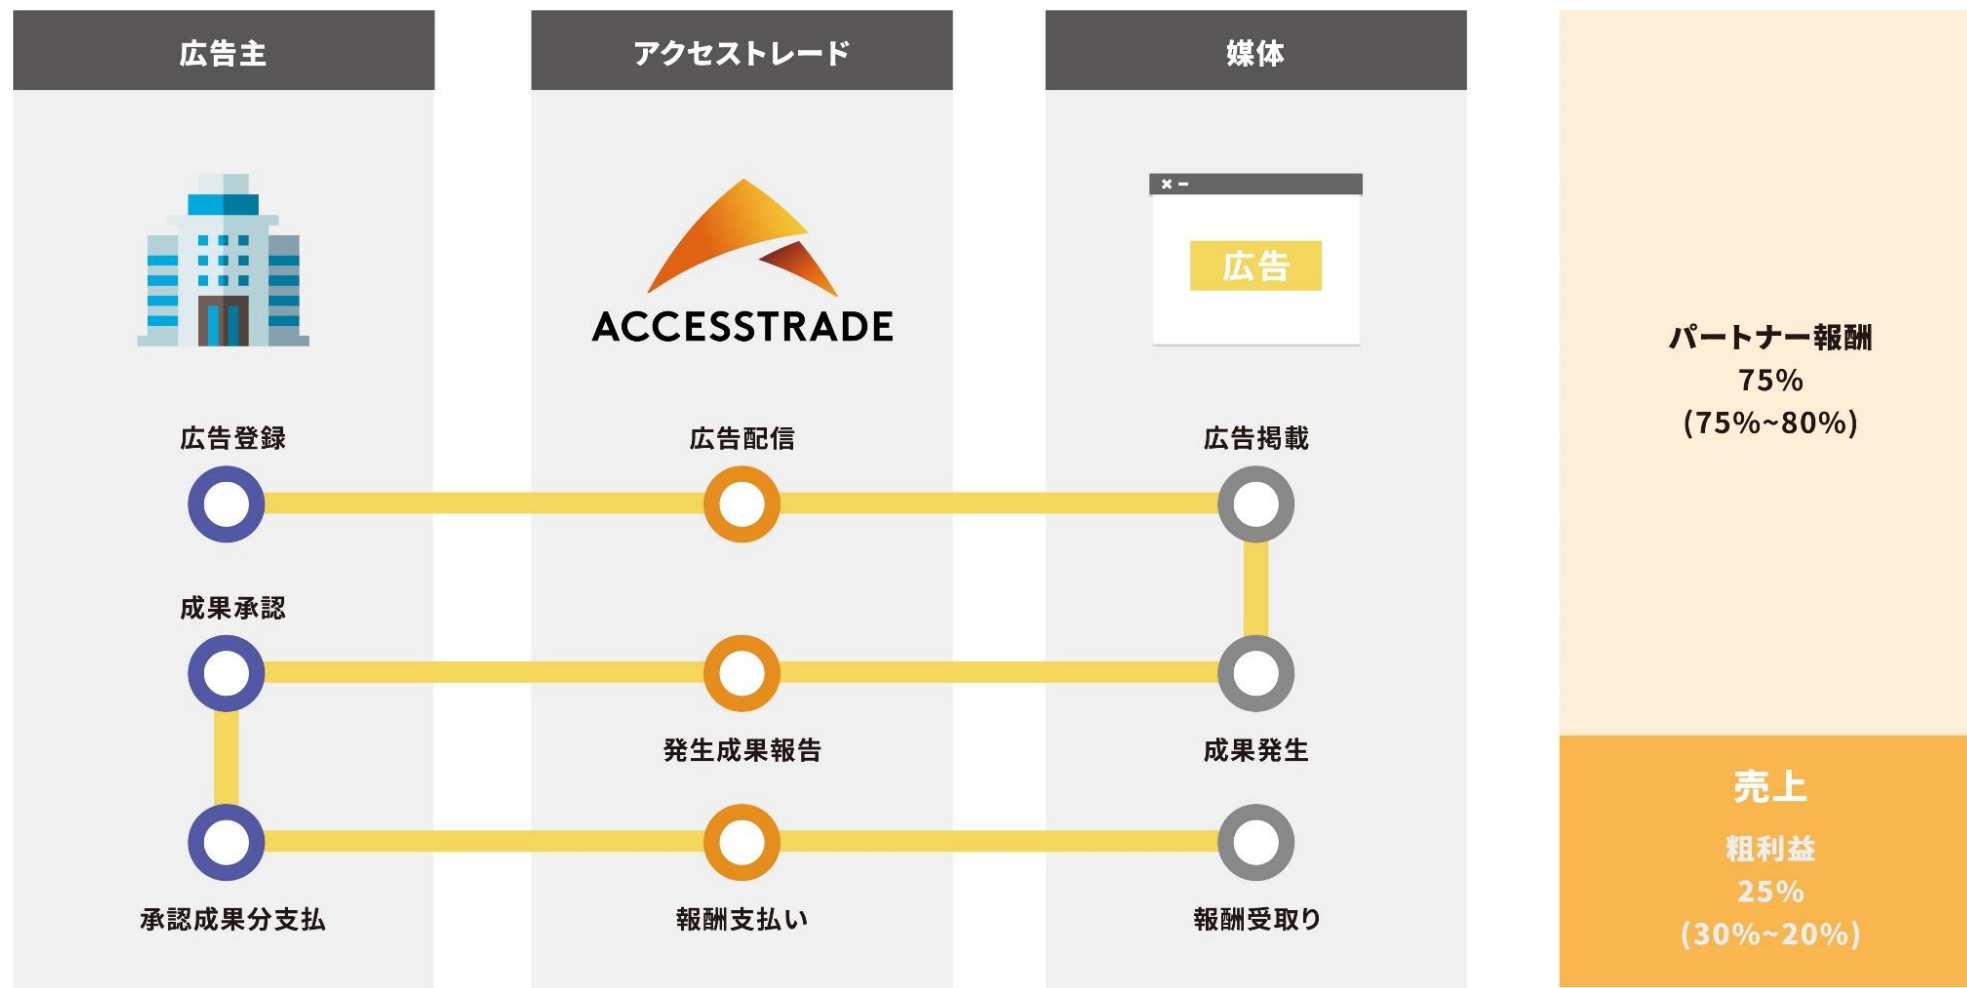 広告主
アクセストレード
媒体
広告
ACCESSTRADE
広告登録
広告配信
広告掲載
成果承認
発生成果報告
成果発生
承認成果分支払
報酬支払い
報酬受取り
パートナー報酬
75%
(75%~80%)
売上
粗利益
25%
(30%~20%)